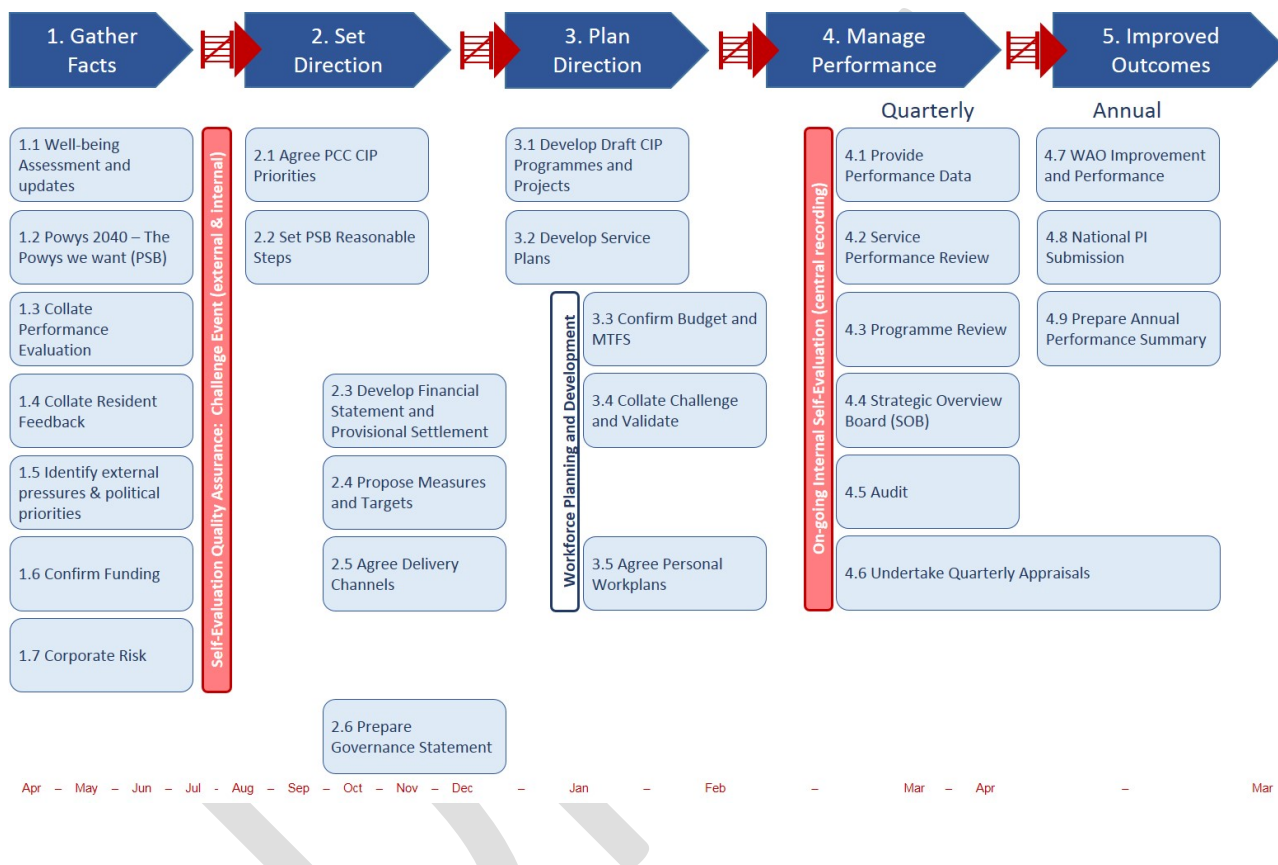 1. Gather
Facts
2. Set
Direction
3. Plan
Direction
4. Manage
Performance
5. Improved
Outcomes
Quarterly
Annual
1.1 Well-being
Assessment and
updates
1.2 Powys 2040 – The
Powys we want (PSB)
1.3 Collate
Performance
Evaluation
1.4 Collate Resident
Feedback
1.5 Identify external
pressures & political
priorities
1.6 Confirm Funding
1.7 Corporate Risk
Self-Evaluation Quality Assurance: Challenge Event (external & internal)
2.1 Agree PCC CIP
Priorities
2.2 Set PSB Reasonable
Steps
2.3 Develop Financial
Statement and
Provisional Settlement
2.4 Propose Measures
and Targets
2.5 Agree Delivery
Channels
2.6 Prepare
Governance Statement
3.1 Develop Draft CIP
Programmes and
Projects
3.2 Develop Service
Plans
Workforce Planning and Development
3.3 Confirm Budget and
MTFS
3.4 Collate Challenge
and Validate
3.5 Agree Personal
Workplans
On-going Internal Self-Evaluation (central recording)
4.1 Provide
Performance Data
4.2 Service
Performance Review
4.3 Programme Review
4.4 Strategic Overview
Board (SOB)
4.5 Audit
4.6 Undertake Quarterly Appraisals
4.7 WAO Improvement
and Performance
4.8 National PI
Submission
4.9 Prepare Annual
Performance Summary
Apr – May – Jun – Jul - Aug – Sep – Oct – Nov – Dec – Jan – Feb – Mar – Apr – Mar